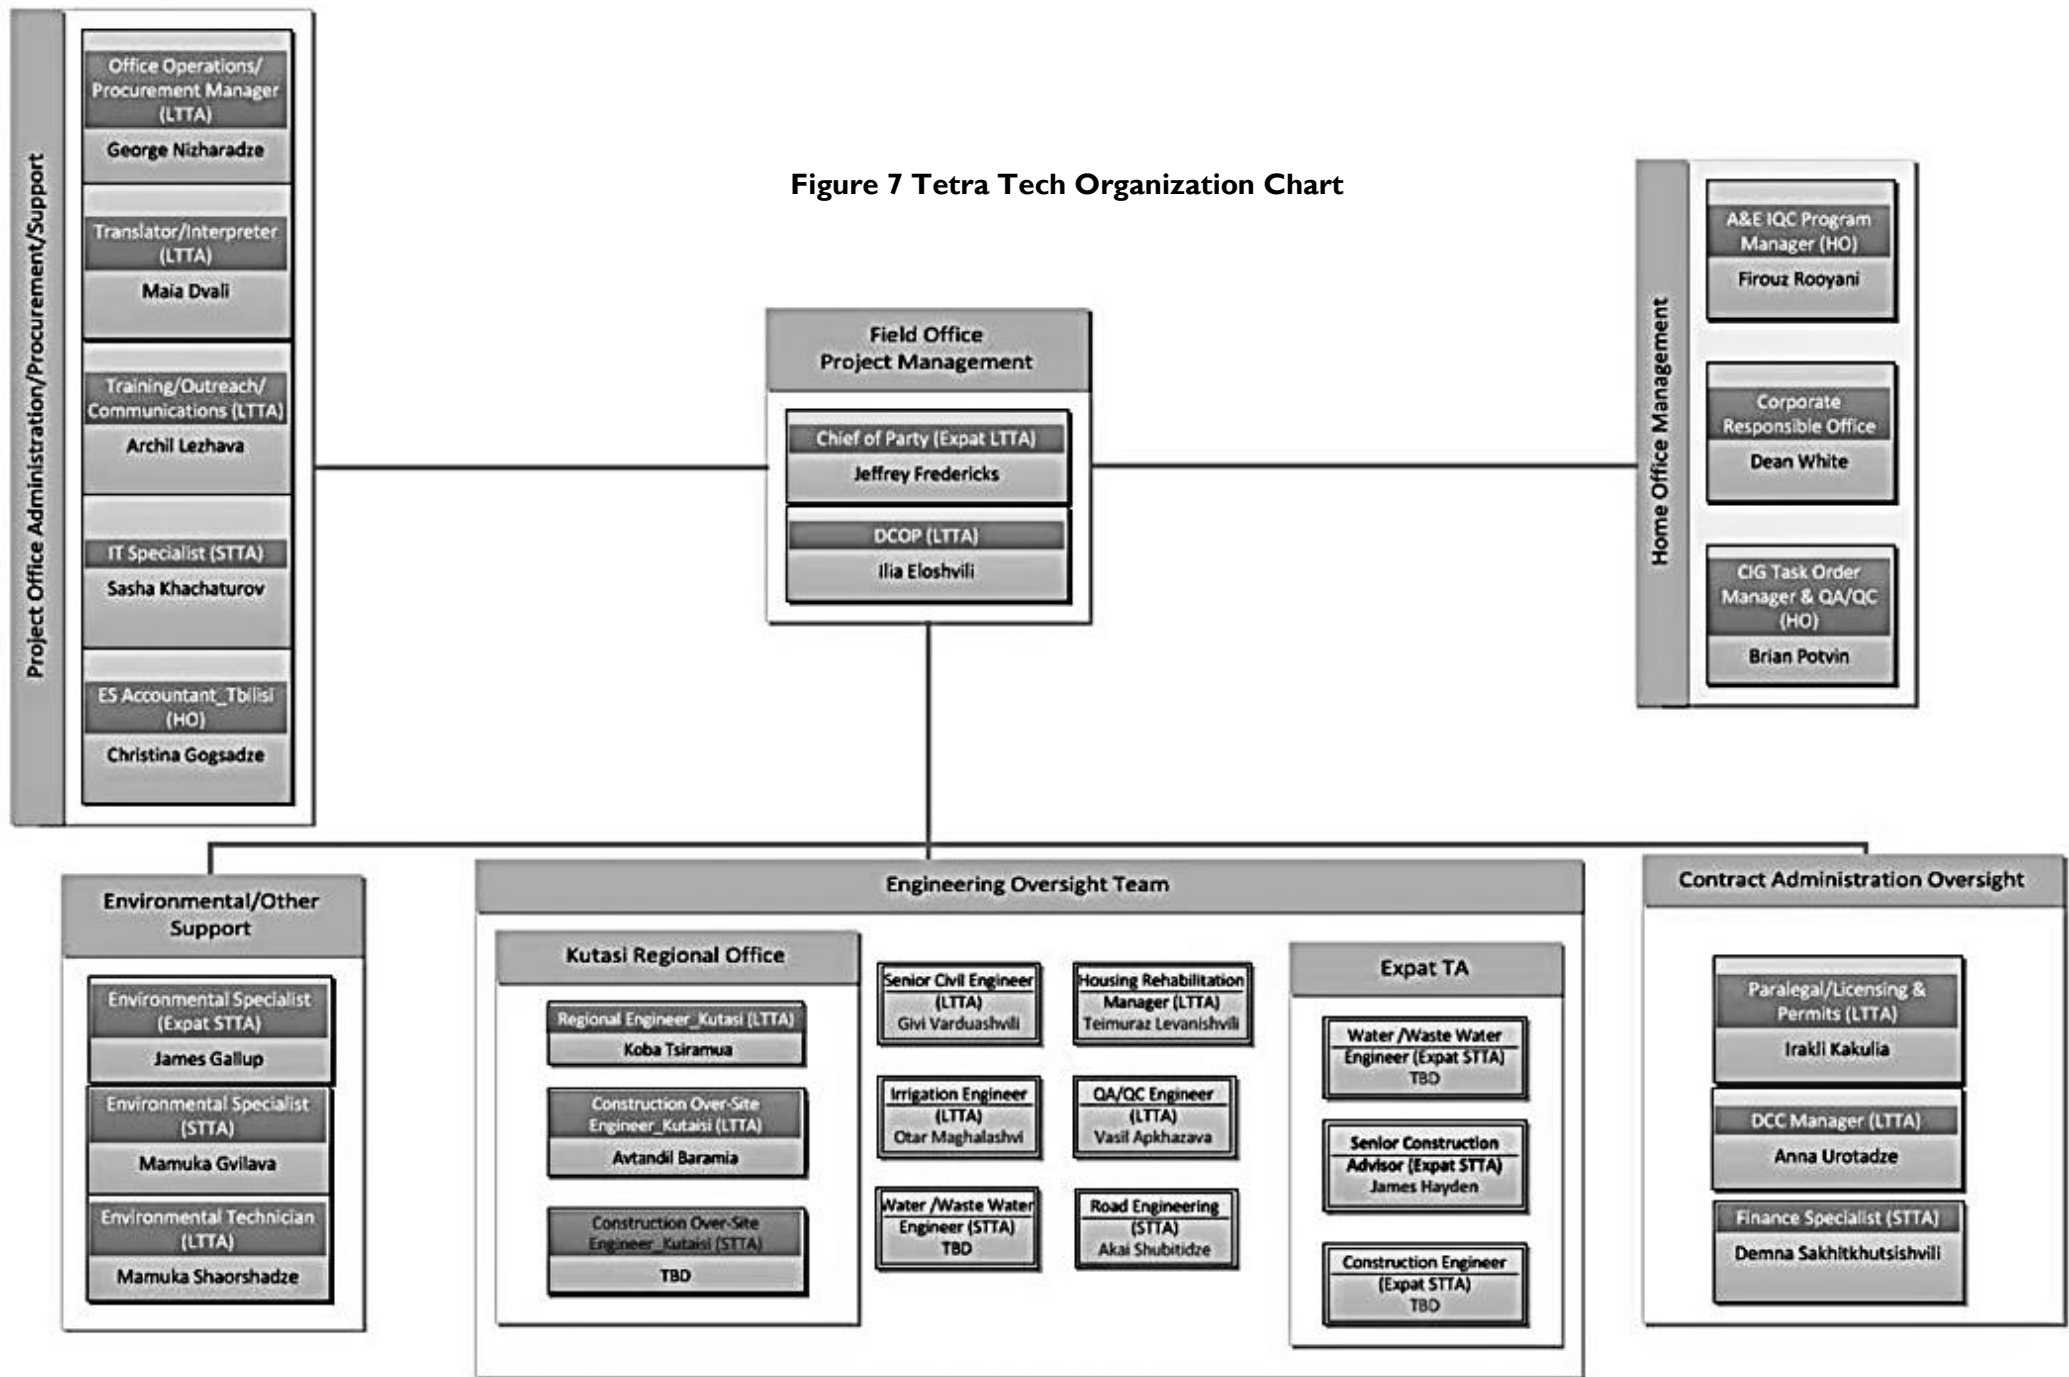 Figure 7 Tetra Tech Organization Chart
Project Office Administration/Procurement/Support
Office Operations/
Procurement Manager
(LTTA)
George Nizharadze
Translator/Interpreter
(LTTA)
Maia Dvali
Training/Outreach/
Communications (LTTA)
Archil Lezhava
IT Specialist (STTA)
Sasha Khachaturov
ES Accountant_Tbilisi
(HO)
Christina Gogsadze
Field Office
Project Management
Chief of Party (Expat LTTA)
Jeffrey Fredericks
DCOP (LTTA)
Ilia Eloshvili
Home Office Management
A&E IQC Program
Manager (HO)
Firouz Rooyani
Corporate
Responsible Office
Dean White
CIG Task Order
Manager & QA/QC
(HO)
Brian Potvin
Environmental/Other
Support
Environmental Specialist
(Expat STTA)
James Gallup
Environmental Specialist
(STTA)
Mamuka Gvilava
Environmental Technician
(LTTA)
Mamuka Shaorshadze
Engineering Oversight Team
Kutasi Regional Office
Regional Engineer_Kutasi (LTTA)
Koba Tsiramua
Construction Over-Site
Engineer_Kutaisi (LTTA)
Avtandil Baramia
Construction Over-Site
Engineer_Kutaisi (STTA)
TBD
Senior Civil Engineer
(LTTA)
Givi Varduashvili
Irrigation Engineer
(LTTA)
Otar Maghalashvi
Water /Waste Water
Engineer (STTA)
TBD
Housing Rehabilitation
Manager (LTTA)
Teimuraz Levanishvili
QA/QC Engineer
(LTTA)
Vasil Apkhazava
Road Engineering
(STTA)
Akai Shubitidze
Expat TA
Water /Waste Water
Engineer (Expat STTA)
TBD
Senior Construction
Advisor (Expat STTA)
James Hayden
Construction Engineer
(Expat STTA)
TBD
Contract Administration Oversight
Paralegal/Licensing &
Permits (LTTA)
Irakli Kakulia
DCC Manager (LTTA)
Anna Urotadze
Finance Specialist (STTA)
Demna Sakhitkhutsishvili